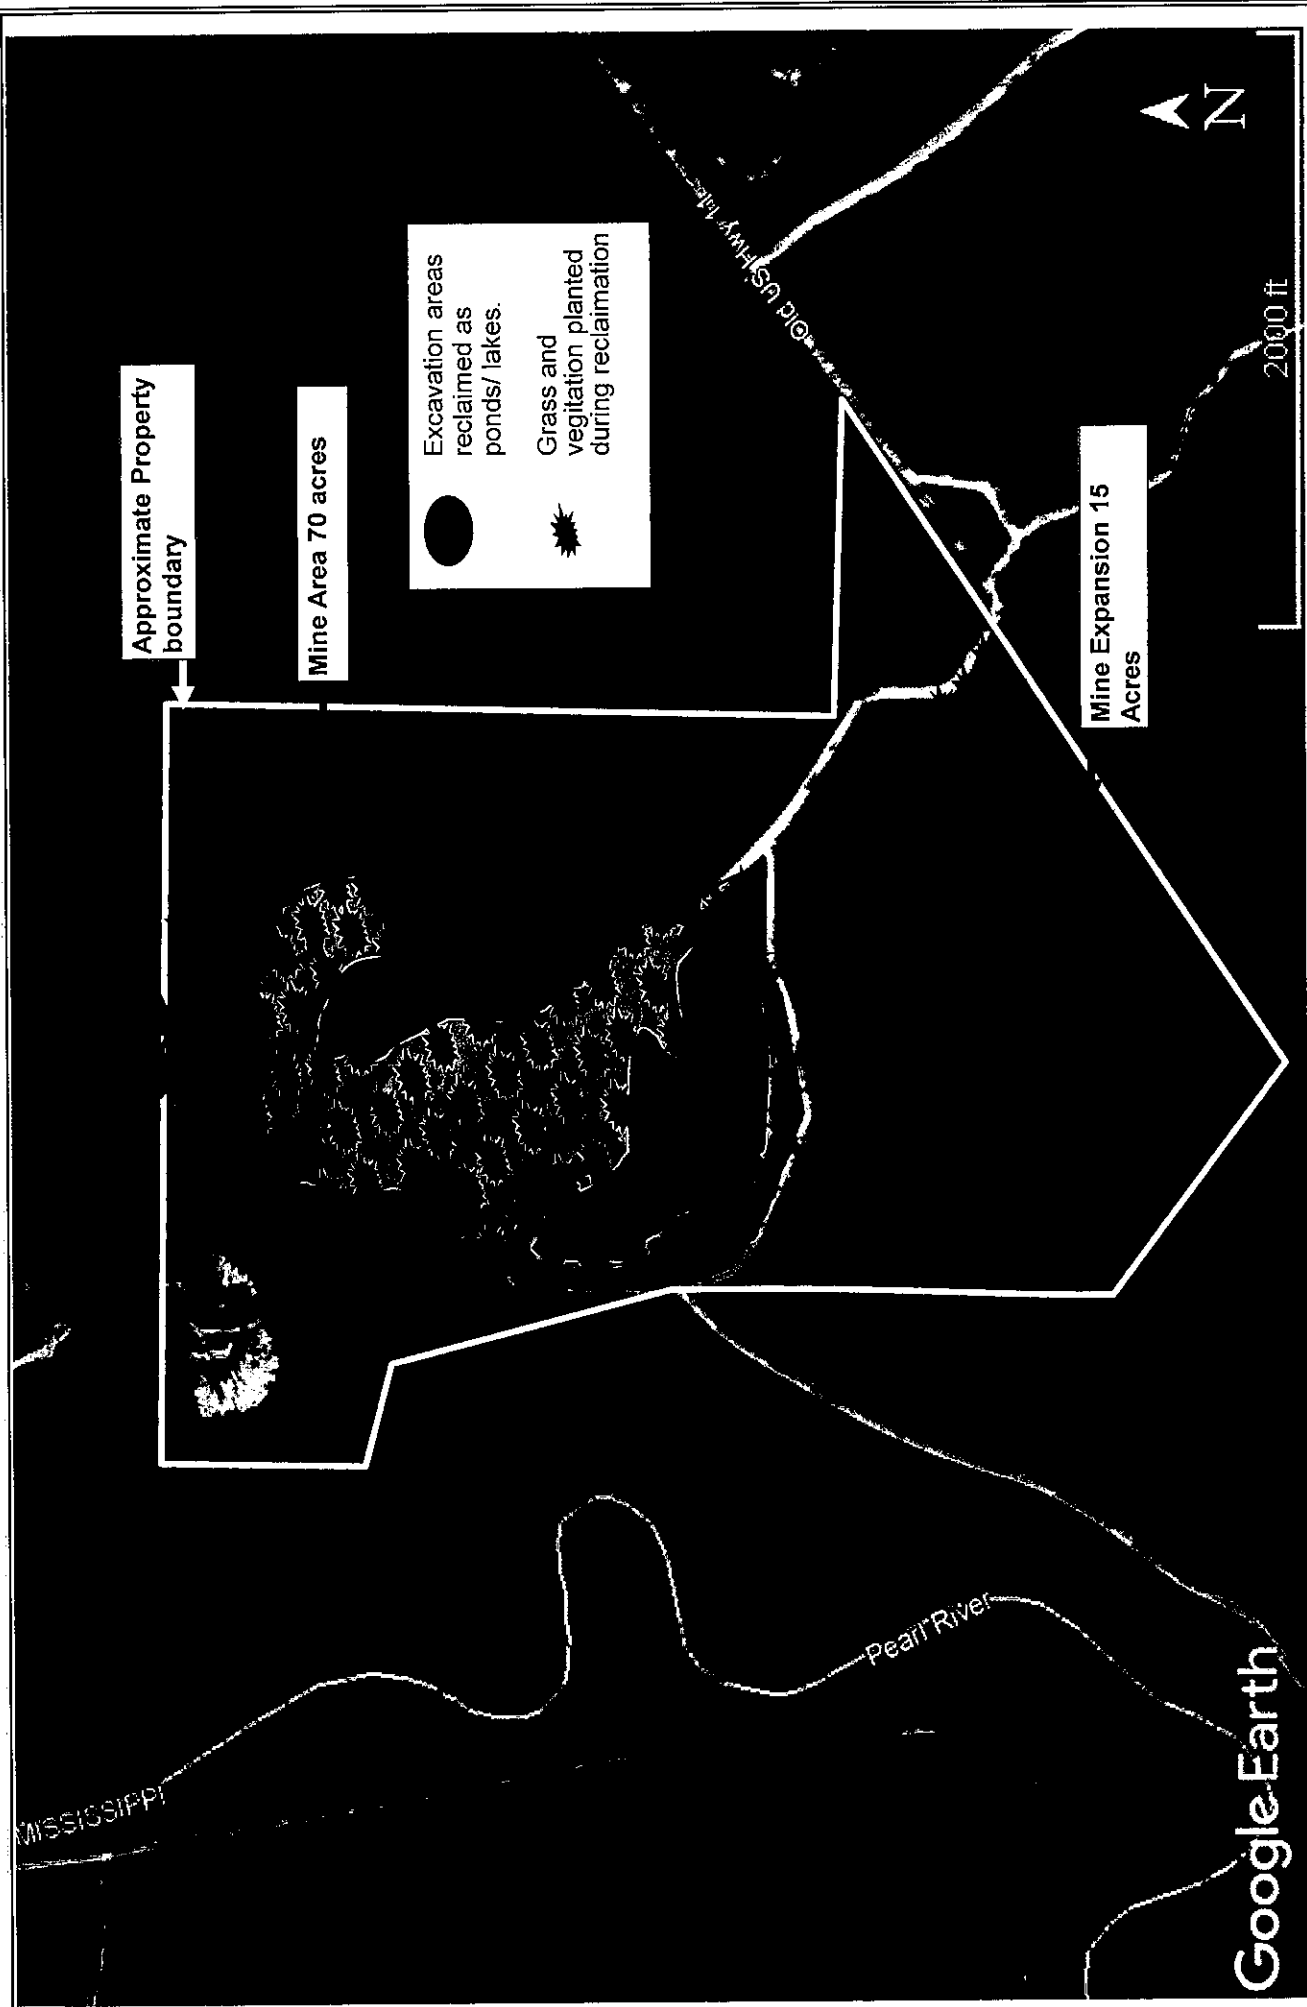 Approximate Property
boundary
Mine Area 70 acres
Excavation areas
reclaimed as
ponds/ lakes.
Grass and
vegitation planted
during reclaimation
Old US Hwy
Mine Expansion 15
Acres
MISSISSIPPI
Pearl River
Google Earth
2000 ft
N